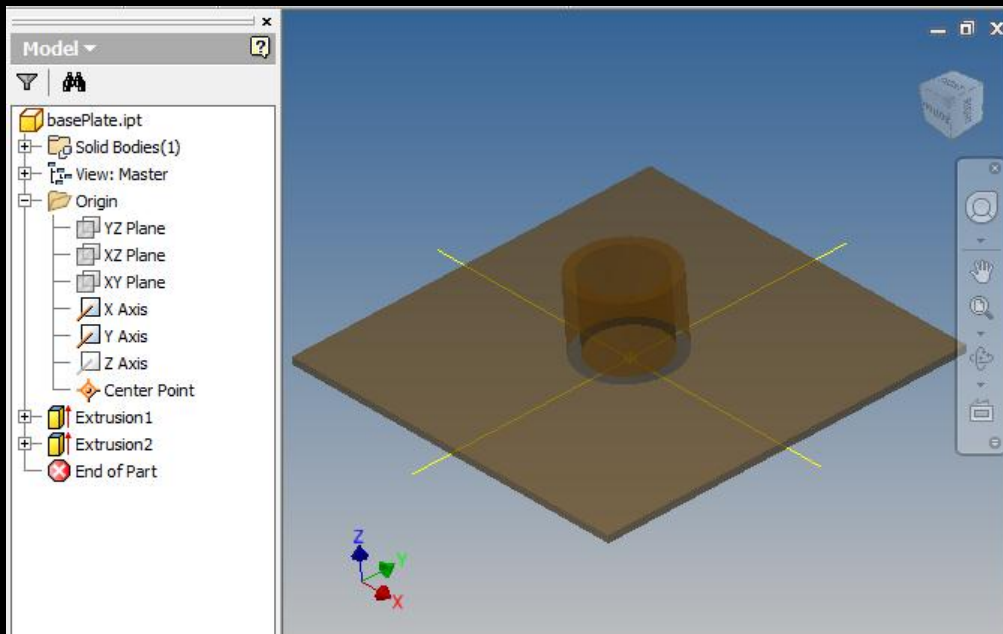 Model
basePlate.ipt
Solid Bodies(1)
View: Master
Origin
YZ Plane
XZ Plane
XY Plane
X Axis
Y Axis
Z Axis
Center Point
Extrusion1
Extrusion2
End of Part
Z
Y
X